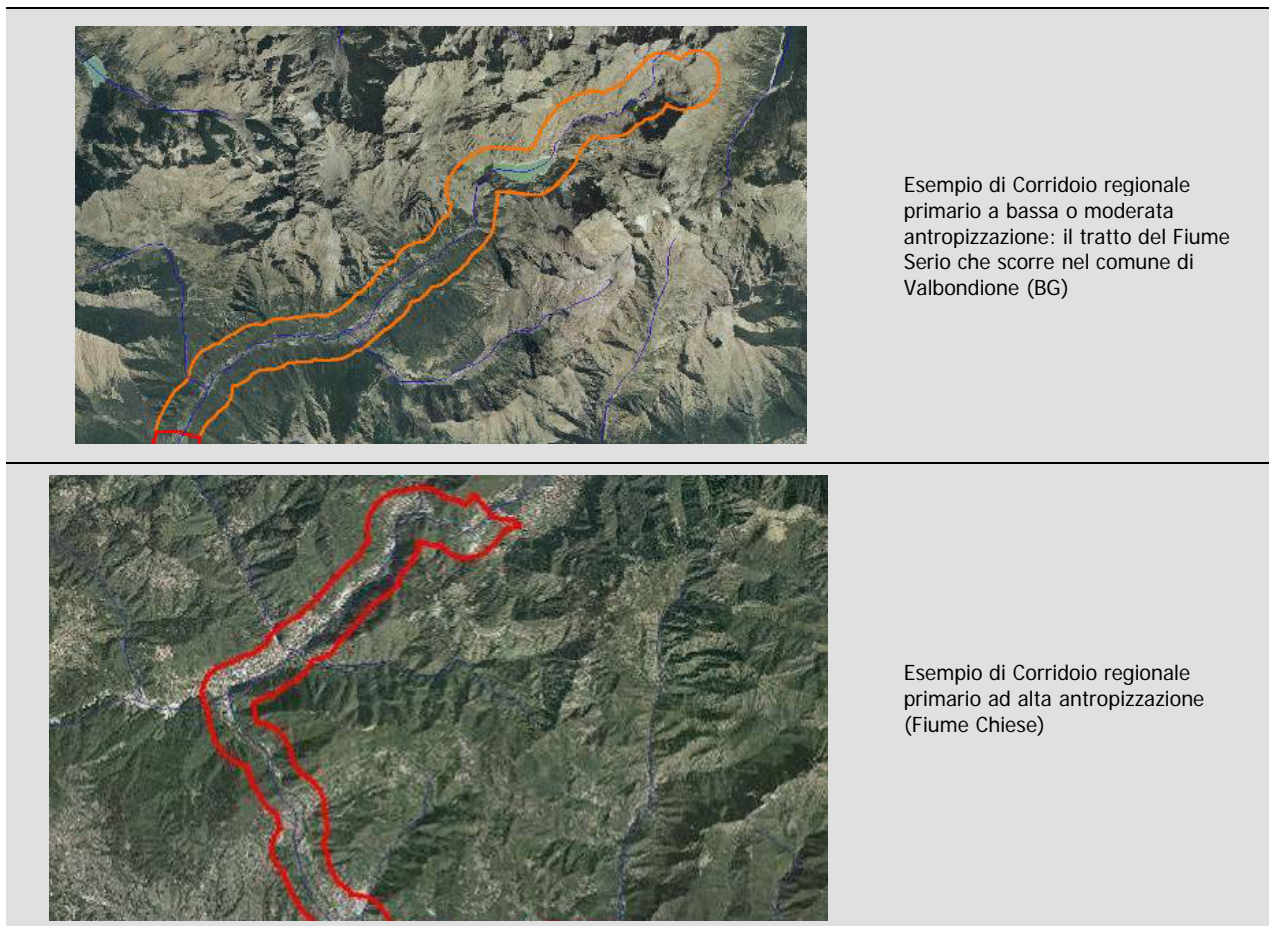 Esempio di Corridoio regionale
primario a bassa o moderata
antropizzazione: il tratto del Fiume
Serio che scorre nel comune di
Valbondione (BG)
Esempio di Corridoio regionale
primario ad alta antropizzazione
(Fiume Chiese)